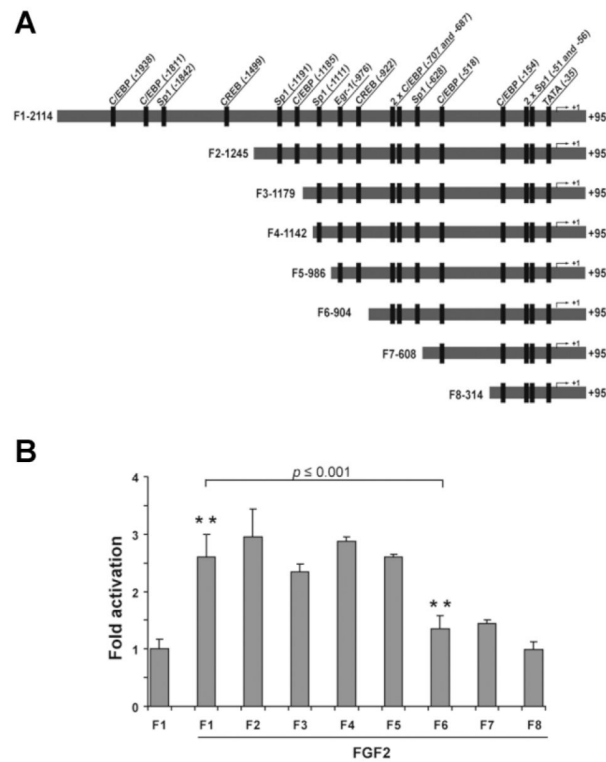 A
C/EBP (-1938)
C/EBP (-1811)
Sp1 (-1842)
CREB (-1499)
Sp1 (-1191)
C/EBP (-1185)
Sp1 (-1111)
Egr-1(-976)
CREB (-922)
2 x C/EBP (-707 and -687)
Sp1 (-628)
C/EBP (-518)
C/EBP (-154)
2 x Sp1 (-51 and -56)
TATA (-35)
F1-2114 +1 +95
F2-1245 +1 +95
F3-1179 +1 +95
F4-1142 +1 +95
F5-986 +1 +95
F6-904 +1 +95
F7-608 +1 +95
F8-314 +1 +95
B
p ≤ 0.001
Fold activation
4
3
2
1
0
** **
F1 F1 F2 F3 F4 F5 F6 F7 F8
FGF2